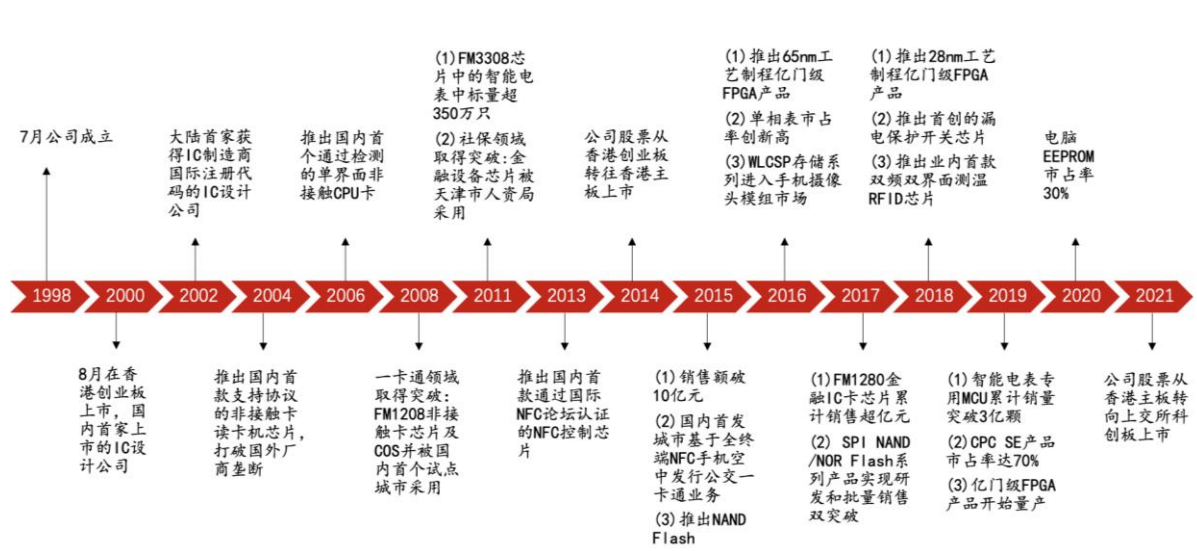 7月公司成立
大陆首家获
得IC制造商
国际注册代
码的IC设计
公司
推出国内首
个通过检测
的单界面非
接触CPU卡
(1)FM3308芯
片中的智能电
表中标量超
350万只
(2)社保领域
取得突破:金
融设备芯片被
天津市人资局
采用
公司股票从
香港创业板
转往香港主
板上市
(1)推出65nm工
艺制程亿门级
FPGA产品
(2)单相表市占
率创新高
(3)WLCSP存储系
列进入手机摄像
头模组市场
(1)推出28nm工艺
制程亿门级FPGA
产品
(2)推出首创的漏
电保护开关芯片
(3)推出业内首款
双频双界面测温
RFID芯片
电脑
EEPROM
市占率
30%
1998
2000
2002
2004
2006
2008
2011
2013
2014
2015
2016
2017
2018
2019
2020
2021
8月在香
港创业板
上市，国
内首家上
市的IC设
计公司
推出国内首
款支持协议
的非接触卡
读卡机芯片，
打破国外厂
商垄断
一卡通领域
取得突破：
FM1208非接
触卡芯片及
COS并被国
内首个试点
城市采用
推出国内首
款通过国际
NFC论坛认证
的NFC控制芯
片
(1)销售额破
10亿元
(2)国内首发
城市基于全终
端NFC手机空
中发行公交一
卡通业务
(3)推出NAND
Flash
(1)FM1280金
融IC卡芯片累
计销售超亿元
(2) SPI NAND
/NOR Flash系
列产品实现研
发和批量销售
双突破
(1)智能电表专
用MCU累计销量
突破3亿颗
(2)CPC SE产品
市占率达70%
(3)亿门级FPGA
产品开始量产
公司股票从
香港主板转
向上交所科
创板上市